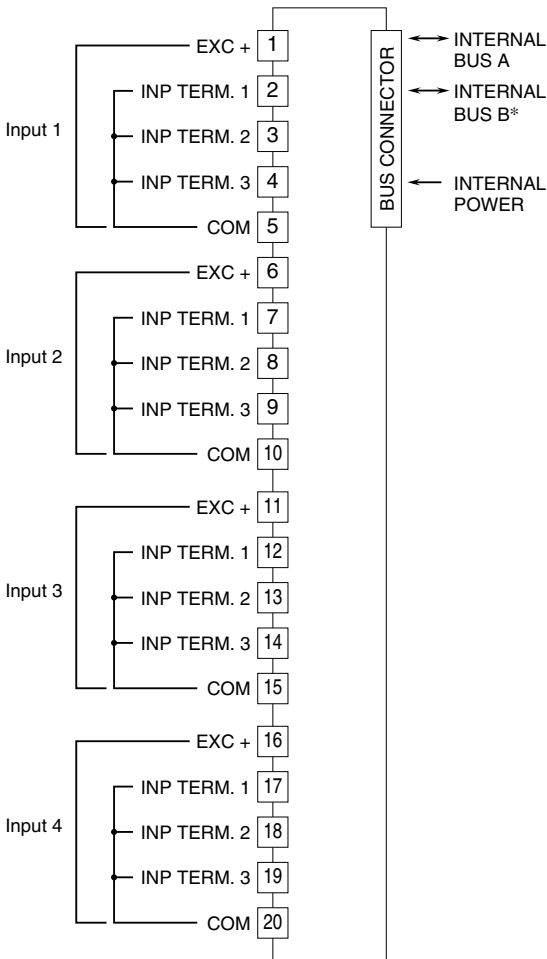 EXC + 1
INP TERM. 1 2
INP TERM. 2 3
INP TERM. 3 4
COM 5
Input 1
EXC + 6
INP TERM. 1 7
INP TERM. 2 8
INP TERM. 3 9
COM 10
Input 2
EXC + 11
INP TERM. 1 12
INP TERM. 2 13
INP TERM. 3 14
COM 15
Input 3
EXC + 16
INP TERM. 1 17
INP TERM. 2 18
INP TERM. 3 19
COM 20
Input 4
BUS CONNECTOR
INTERNAL
BUS A
INTERNAL
BUS B*
INTERNAL
POWER